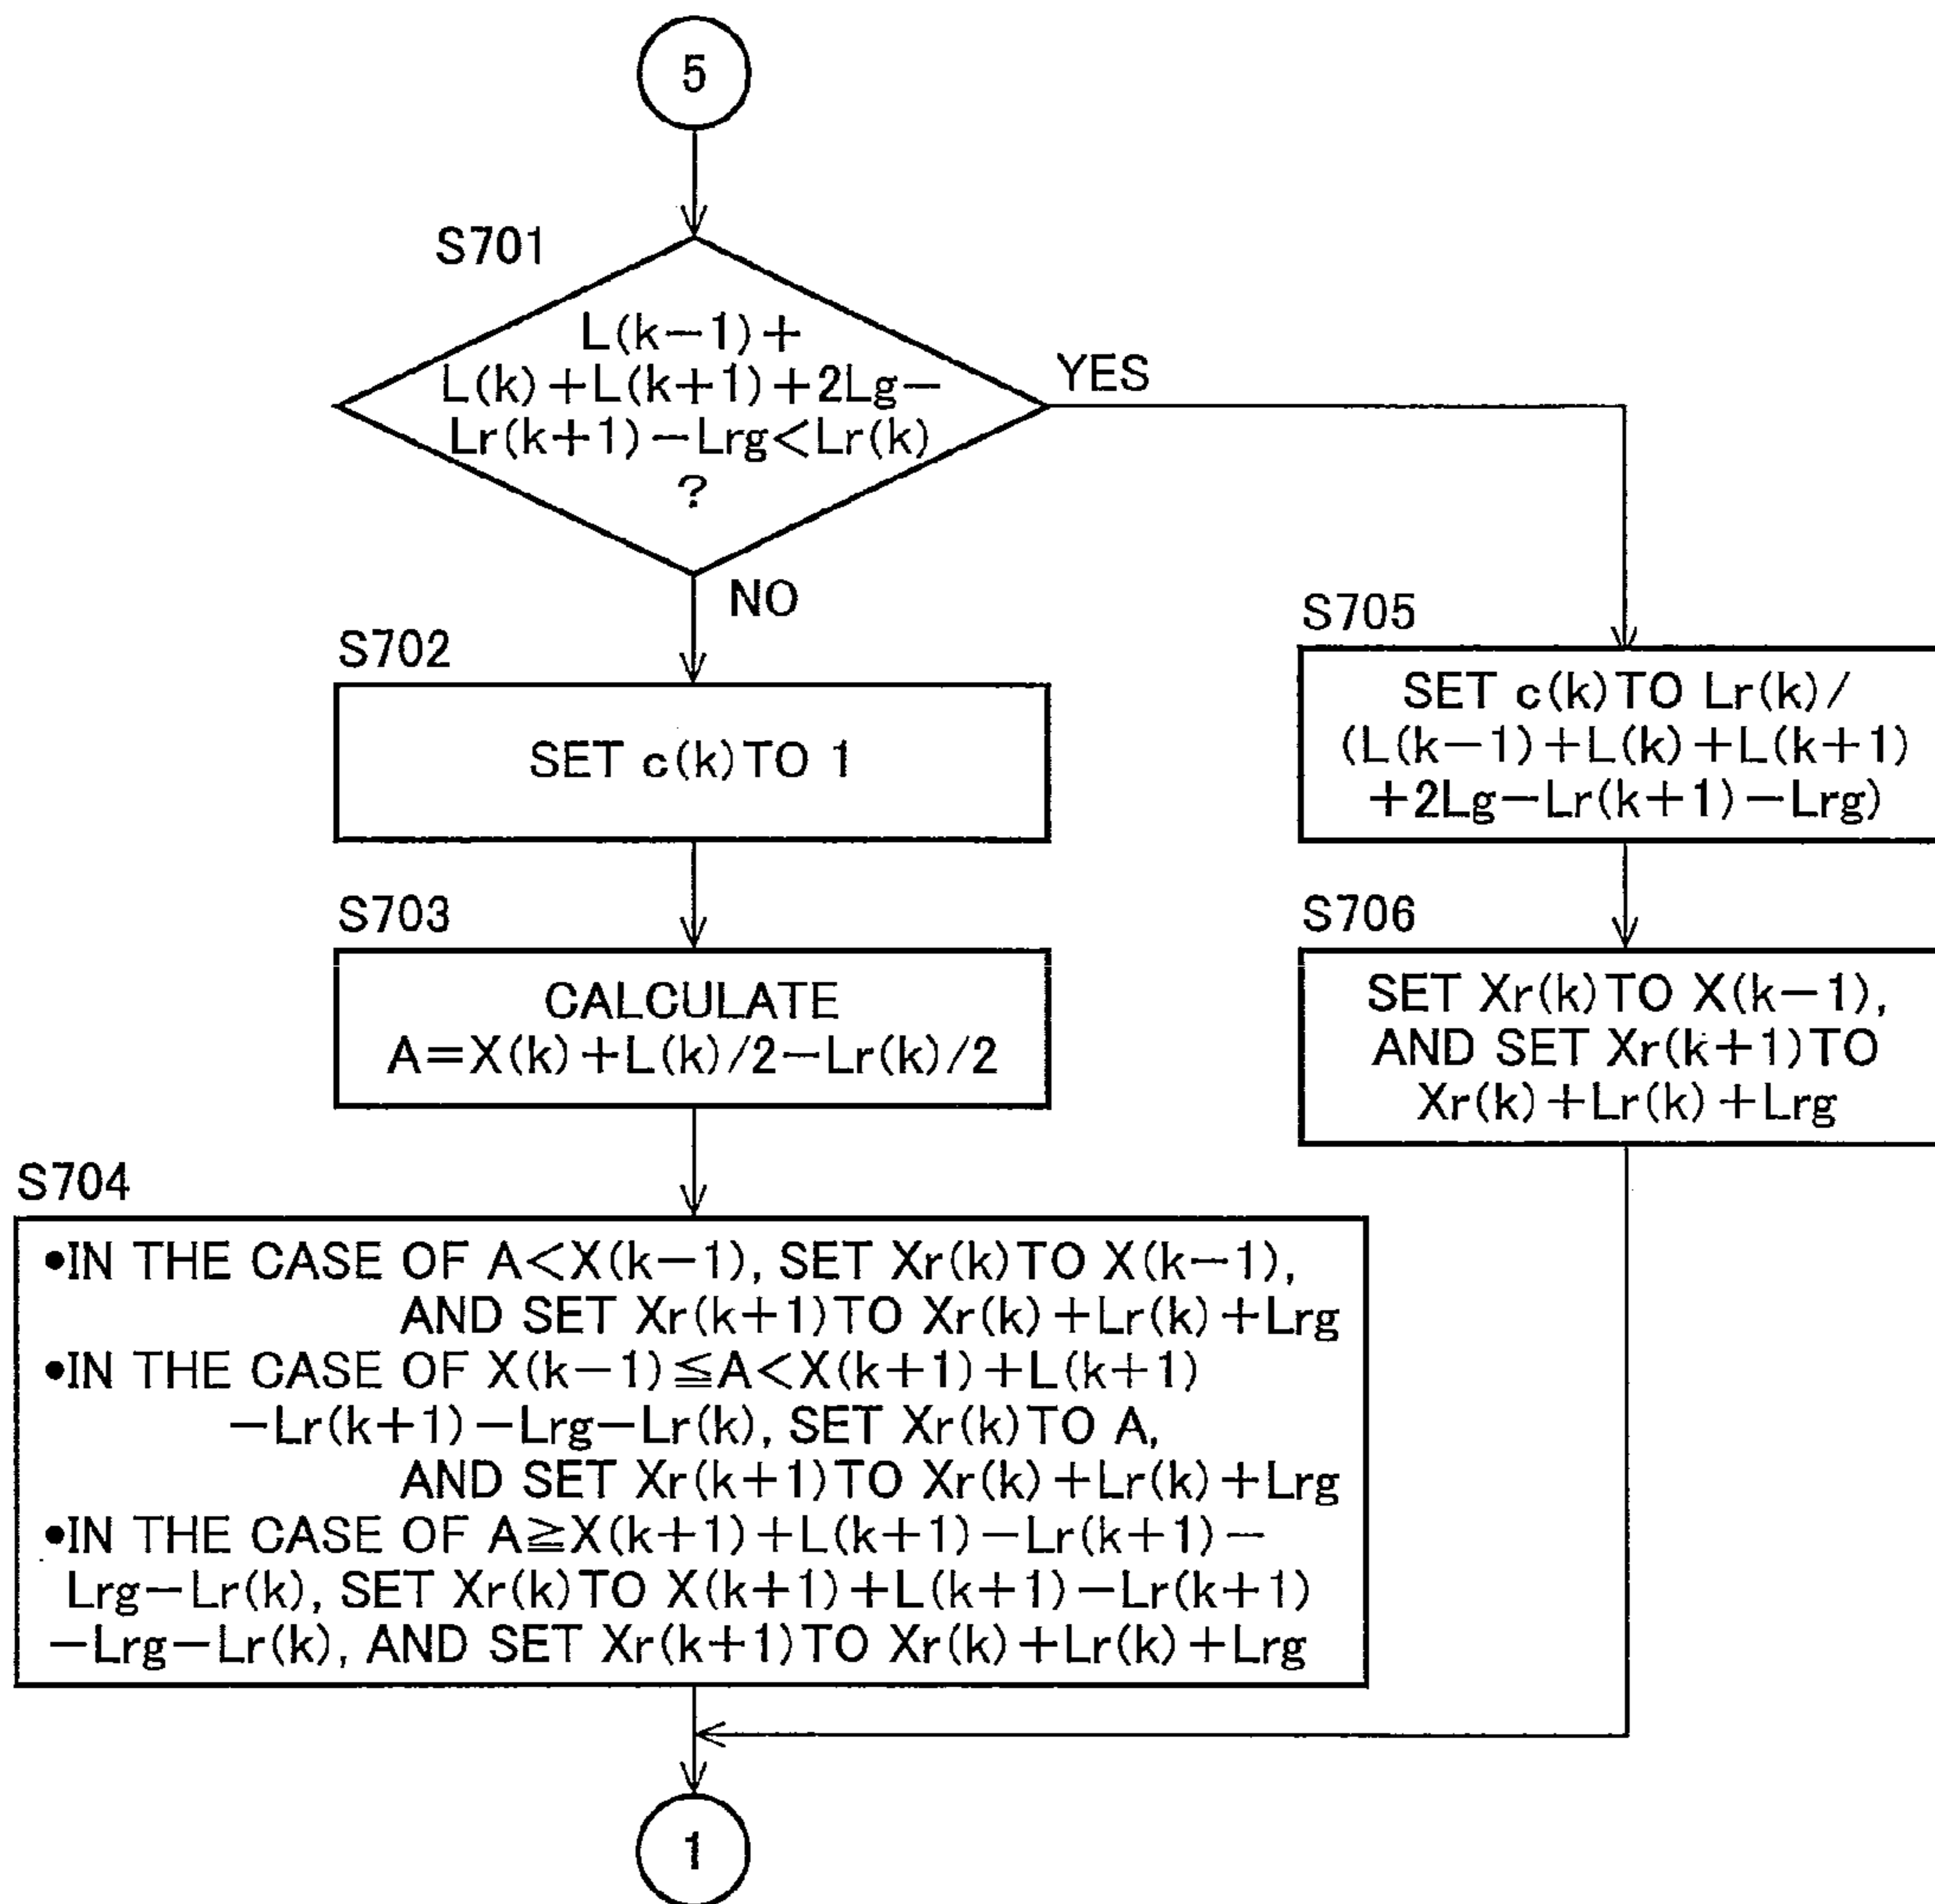 5
S701
L(k−1)+
L(k)+L(k+1)+2Lg−
Lr(k+1)−Lrg<Lr(k)
?
YES
NO
S702
SET c(k)TO 1
S703
CALCULATE
A=X(k)+L(k)/2−Lr(k)/2
S704
•IN THE CASE OF A<X(k−1), SET Xr(k)TO X(k−1),
AND SET Xr(k+1)TO Xr(k)+Lr(k)+Lrg
•IN THE CASE OF X(k−1)≦A<X(k+1)+L(k+1)
−Lr(k+1)−Lrg−Lr(k), SET Xr(k)TO A,
AND SET Xr(k+1)TO Xr(k)+Lr(k)+Lrg
•IN THE CASE OF A≧X(k+1)+L(k+1)−Lr(k+1)−
Lrg−Lr(k), SET Xr(k)TO X(k+1)+L(k+1)−Lr(k+1)
−Lrg−Lr(k), AND SET Xr(k+1)TO Xr(k)+Lr(k)+Lrg
S705
SET c(k)TO Lr(k)/
(L(k−1)+L(k)+L(k+1)
+2Lg−Lr(k+1)−Lrg)
S706
SET Xr(k)TO X(k−1),
AND SET Xr(k+1)TO
Xr(k)+Lr(k)+Lrg
1